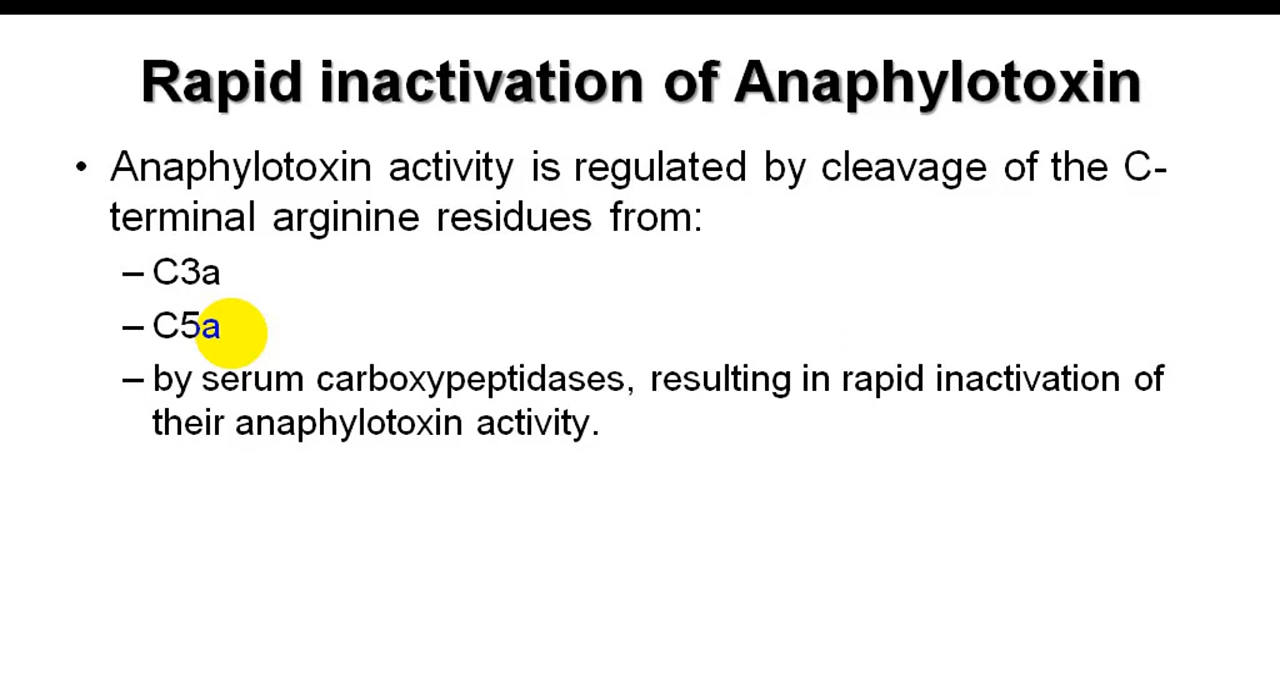 Rapid inactivation of Anaphylotoxin
• Anaphylotoxin activity is regulated by cleavage of the C-
terminal arginine residues from:
– C3a
– C5a
– by serum carboxypeptidases, resulting in rapid inactivation of
their anaphylotoxin activity.